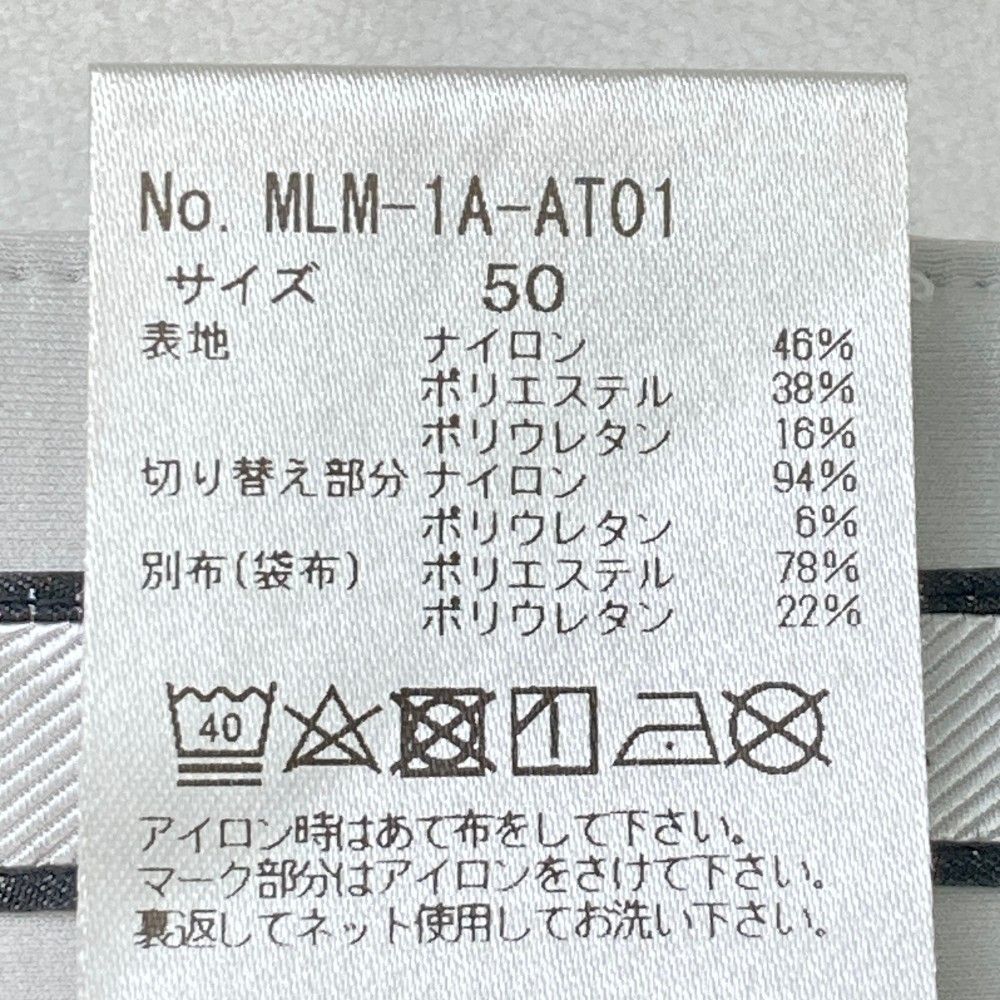 No. MLM-1A-AT01
サイズ 50
表地 ナイロン 46%
ポリエステル 38%
ポリウレタン 16%
切り替え部分 ナイロン 94%
ポリウレタン 6%
別布(袋布) ポリエステル 78%
ポリウレタン 22%
40
アイロン時はあて布をして下さい。
マーク部分はアイロンをさけて下さい。
裏返してネット使用してお洗い下さい。